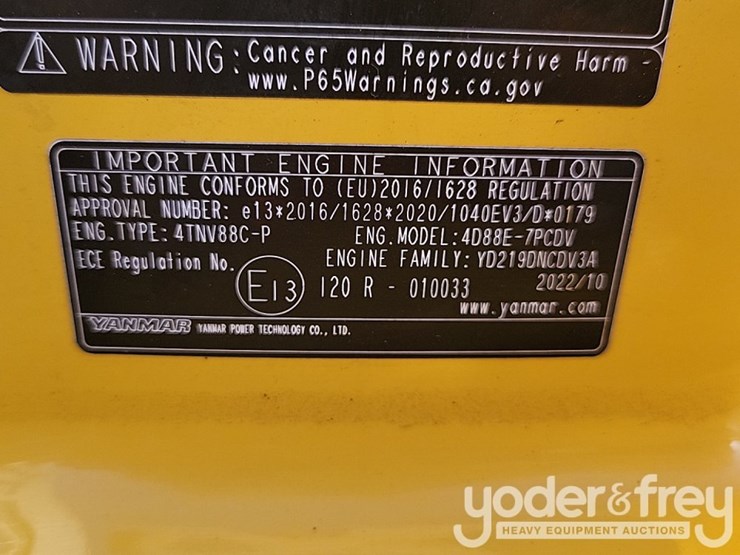 WARNING: Cancer and Reproductive Harm -
www.P65Warnings.ca.gov
IMPORTANT ENGINE INFORMATION
THIS ENGINE CONFORMS TO (EU)2016/1628 REGULATION
APPROVAL NUMBER: e13*2016/1628*2020/1040EV3/D*0179
ENG.TYPE: 4TNV88C-P ENG.MODEL: 4D88E-7PCDV
ECE Regulation No. ENGINE FAMILY: YD219DNCDV3A
E13 120 R - 010033 2022/10
www.yanmar.com
YANMAR YANMAR POWER TECHNOLOGY CO., LTD.
yoder&frey
HEAVY EQUIPMENT AUCTIONS